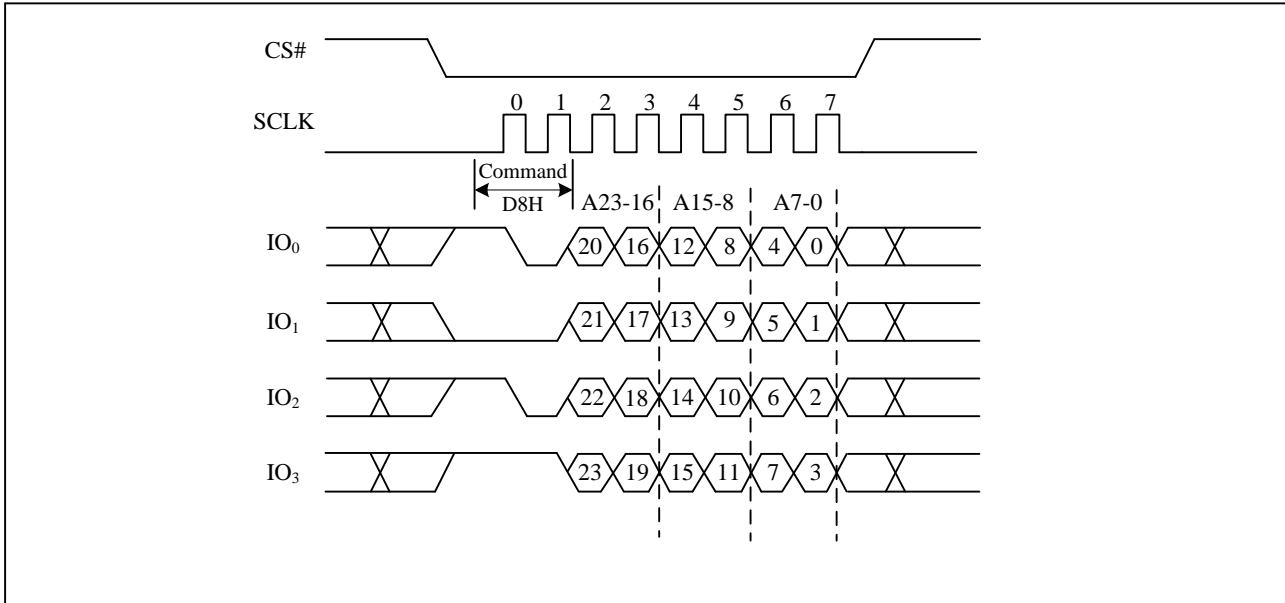 CS#
0 1 2 3 4 5 6 7
SCLK
Command
D8H
A23-16 A15-8 A7-0
IO₀ 20 16 12 8 4 0
IO₁ 21 17 13 9 5 1
IO₂ 22 18 14 10 6 2
IO₃ 23 19 15 11 7 3